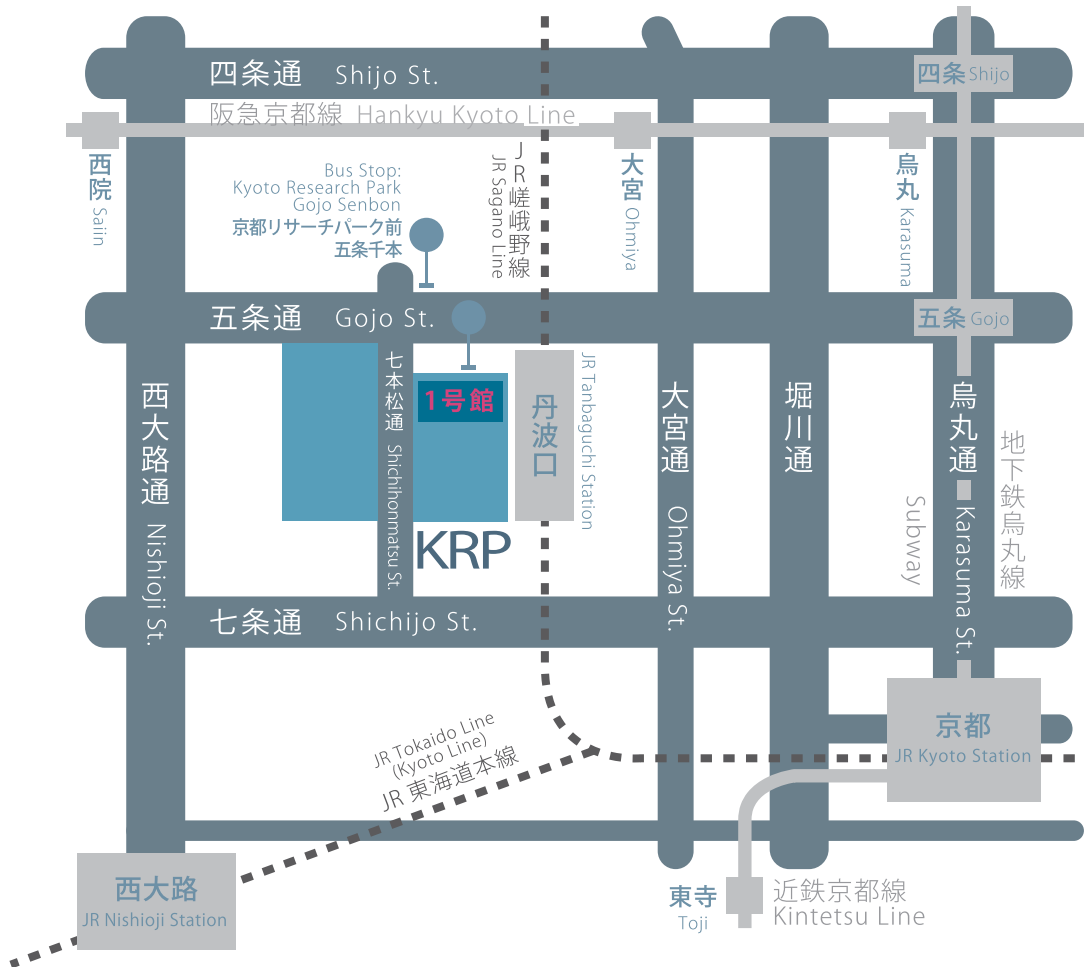 四条通 Shijo St.
四条 Shijo
阪急京都線 Hankyu Kyoto Line
西院 Saiin
大宮 Ohmiya
烏丸 Karasuma
JR嵯峨野線
JR Sagano Line
Bus Stop:
Kyoto Research Park
Gojo Senbon
京都リサーチパーク前
五条千本
五条通 Gojo St.
五条 Gojo
西大路通 Nishioji St.
七本松通 Shichihonmatsu St.
1号館
KRP
丹波口
JR Tanbaguchi Station
大宮通 Ohmiya St.
堀川通
烏丸通 Karasuma St.
地下鉄烏丸線
Subway
七条通 Shichijo St.
京都
JR Kyoto Station
JR Tokaido Line
(Kyoto Line)
JR 東海道本線
西大路
JR Nishioji Station
東寺
Toji
近鉄京都線
Kintetsu Line